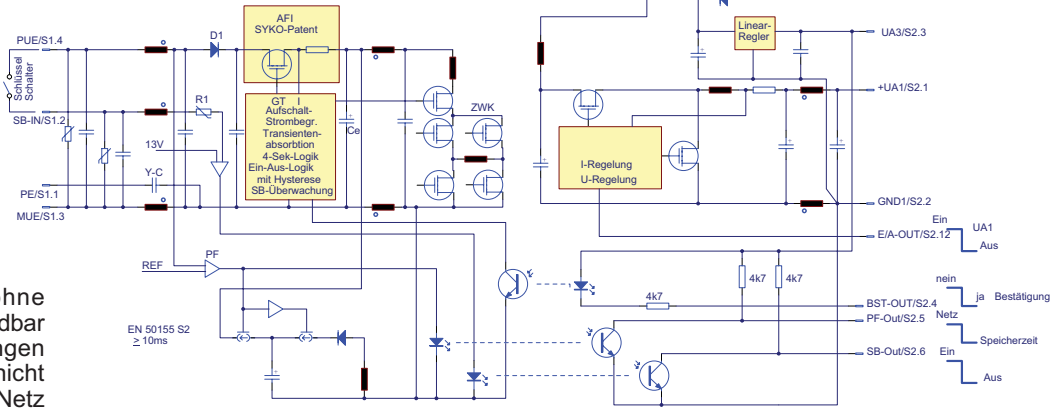 AFI
SYKO-Patent
PUE/S1.4
D1
Schlüssel
Schalter
SB-IN/S1.2
R1
13V
Y-C
PE/S1.1
MUE/S1.3
GT I
Aufschalt-
Strombegr.
Transienten-
absorbtion
4-Sek-Logik
Ein-Aus-Logik
mit Hysterese
SB-Überwachung
Ce
ZWK
Linear-
Regler
UA3/S2.3
+UA1/S2.1
I-Regelung
U-Regelung
GND1/S2.2
E/A-OUT/S2.12
Ein
UA1
Aus
REF
PF
EN 50155 S2
≥ 10ms
4k7
4k7
4k7
BST-OUT/S2.4
nein
ja Bestätigung
PF-Out/S2.5
Netz
Speicherzeit
SB-Out/S2.6
Ein
Aus
ohne
dbar
ngen
nicht
Netz